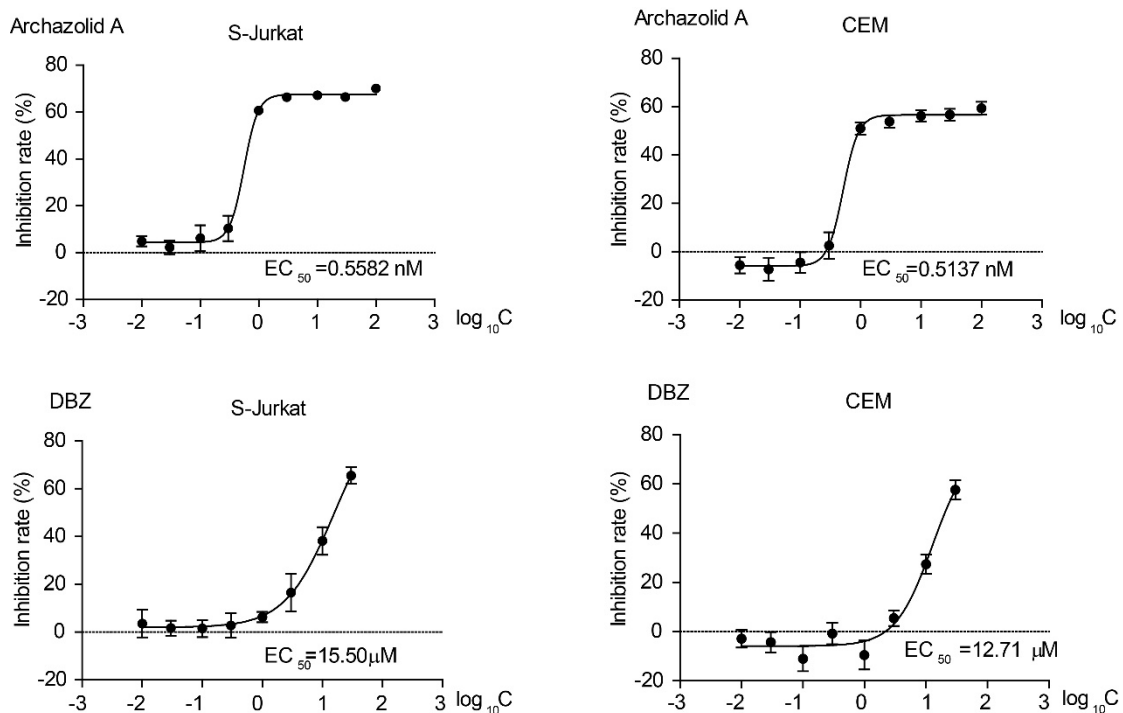 Archazolid A
S-Jurkat
Inhibition rate (%)
80
60
40
20
0
-20
EC 50 =0.5582 nM
-3 -2 -1 0 1 2 3
log 10C
Archazolid A
CEM
Inhibition rate (%)
80
60
40
20
0
-20
EC 50=0.5137 nM
-3 -2 -1 0 1 2 3
log 10C
DBZ
S-Jurkat
Inhibition rate (%)
80
60
40
20
0
-20
EC 50=15.50μM
-3 -2 -1 0 1 2 3
log 10C
DBZ
CEM
Inhibition rate (%)
80
60
40
20
0
-20
EC 50 =12.71 μM
-3 -2 -1 0 1 2 3
log 10C